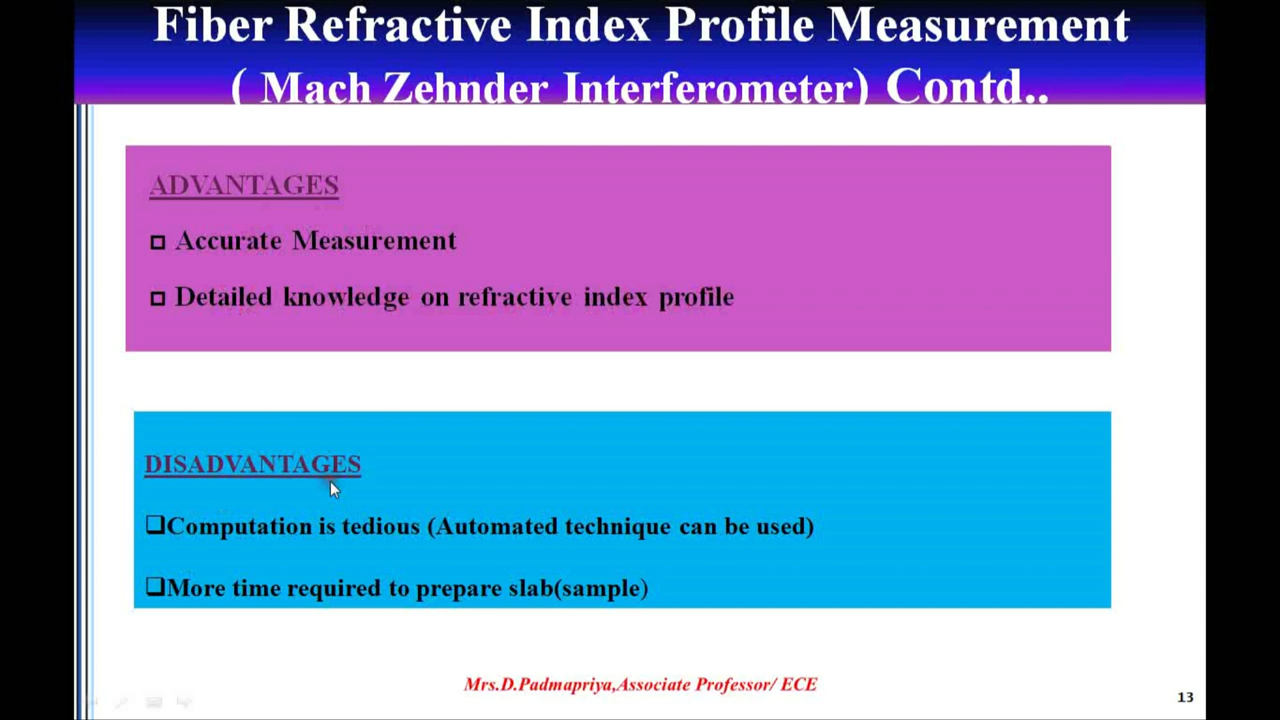 Fiber Refractive Index Profile Measurement
( Mach Zehnder Interferometer) Contd..
ADVANTAGES
Accurate Measurement
Detailed knowledge on refractive index profile
DISADVANTAGES
Computation is tedious (Automated technique can be used)
More time required to prepare slab(sample)
Mrs.D.Padmapriya,Associate Professor/ ECE
13